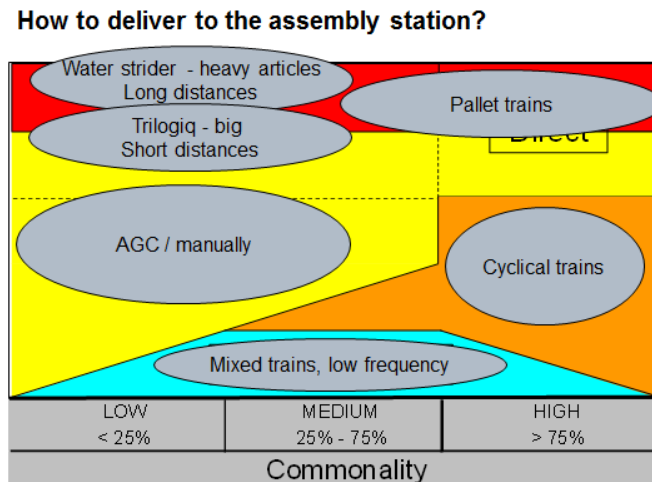 How to deliver to the assembly station?
Water strider - heavy articles
Long distances
Pallet trains
Trilogiq - big
Short distances
Direct
AGC / manually
Cyclical trains
Mixed trains, low frequency
LOW
< 25%
MEDIUM
25% - 75%
HIGH
> 75%
Commonality